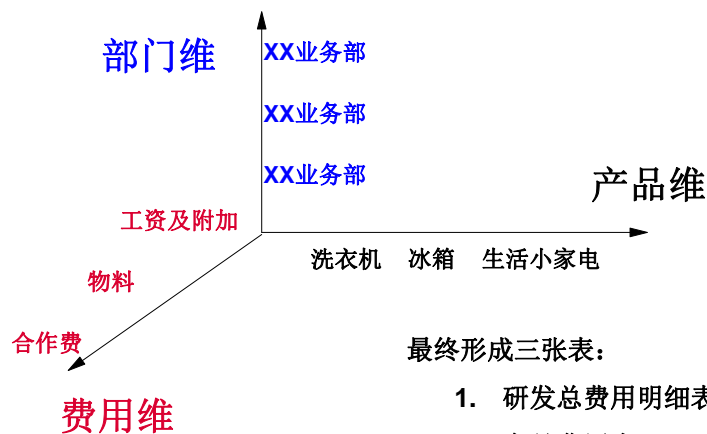 部门维
XX业务部
XX业务部
XX业务部
产品维
工资及附加
洗衣机 冰箱 生活小家电
物料
合作费
最终形成三张表：
费用维
1. 研发总费用明细表